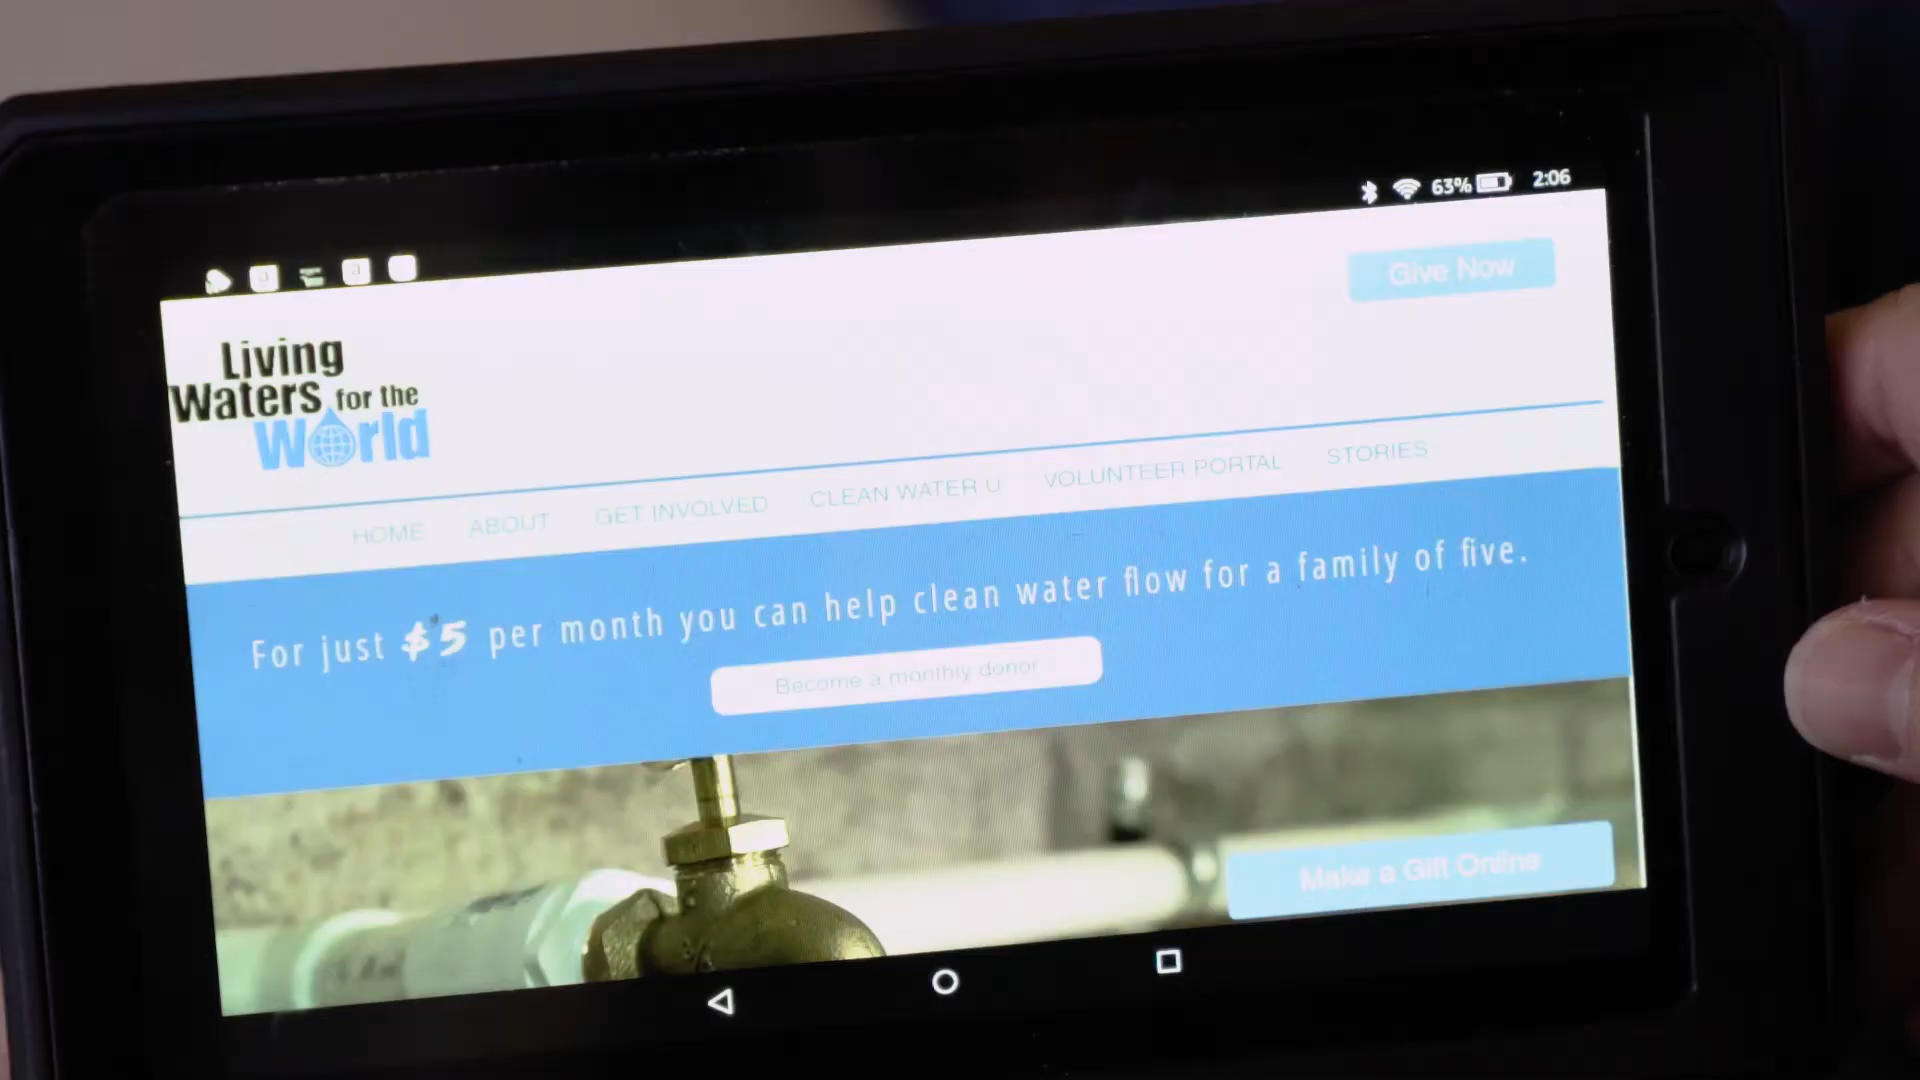 63% 2:06
Give Now
Living
Waters for the
World
HOME ABOUT GET INVOLVED CLEAN WATER U VOLUNTEER PORTAL STORIES
For just $5 per month you can help clean water flow for a family of five.
Become a monthly donor
Make a Gift Online